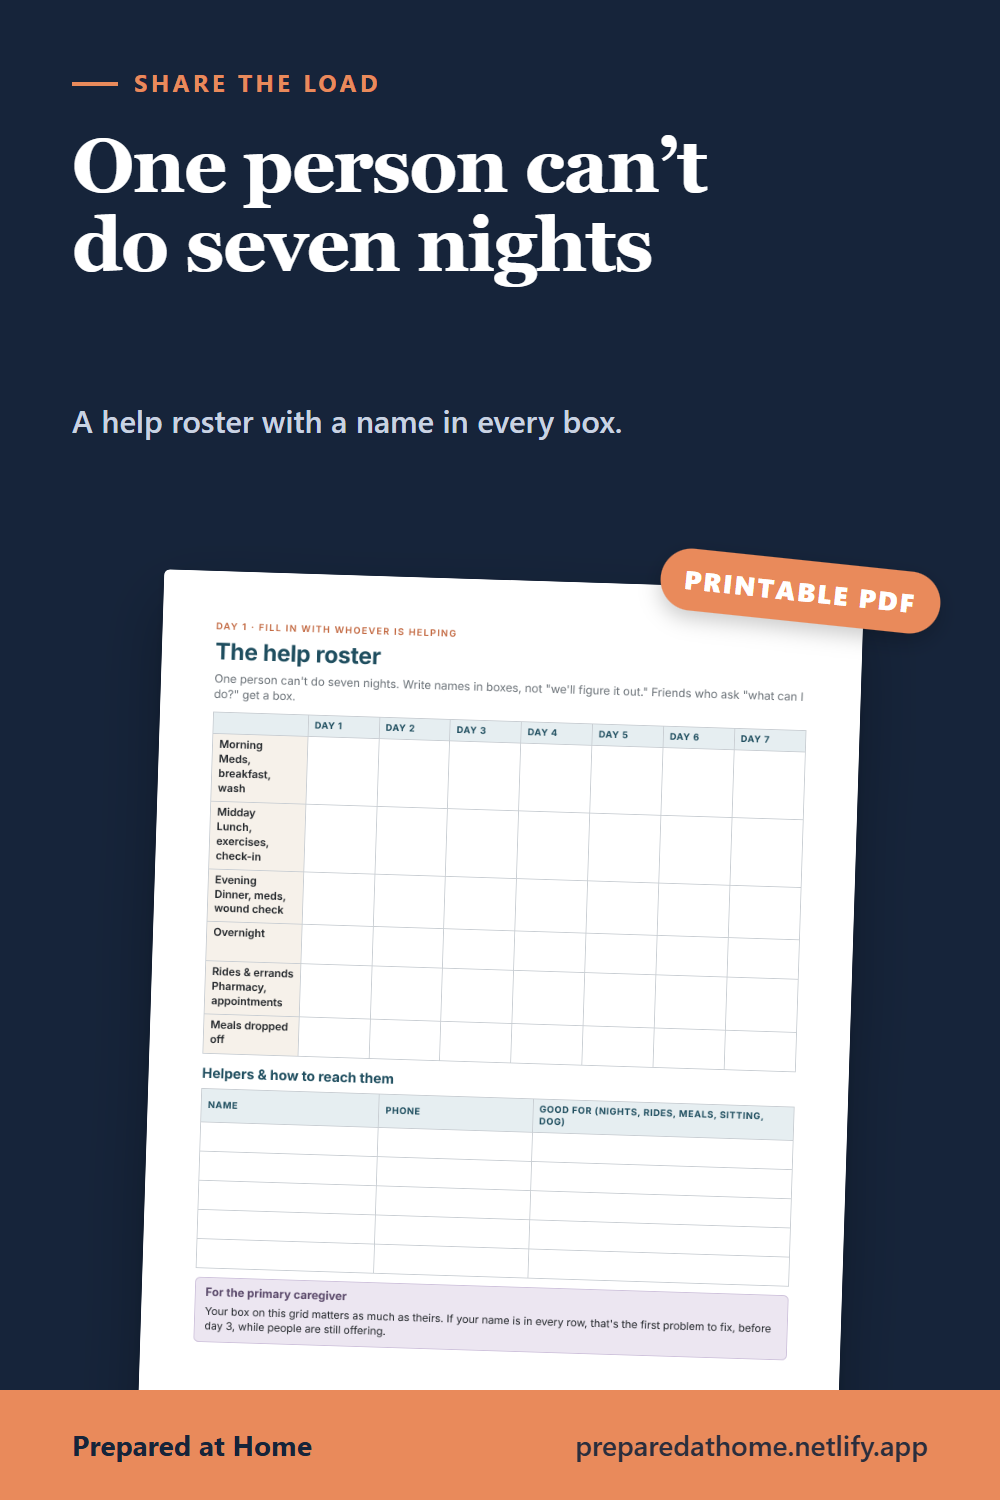 SHARE THE LOAD
One person can’t
do seven nights
A help roster with a name in every box.
PRINTABLE PDF
DAY 1 · FILL IN WITH WHOEVER IS HELPING
The help roster
One person can't do seven nights. Write names in boxes, not "we'll figure it out." Friends who ask "what can I
do?" get a box.
DAY 1 DAY 2 DAY 3 DAY 4 DAY 5 DAY 6 DAY 7
Morning
Meds,
breakfast,
wash
Midday
Lunch,
exercises,
check-in
Evening
Dinner, meds,
wound check
Overnight
Rides & errands
Pharmacy,
appointments
Meals dropped
off
Helpers & how to reach them
NAME PHONE GOOD FOR (NIGHTS, RIDES, MEALS, SITTING,
DOG)
For the primary caregiver
Your box on this grid matters as much as theirs. If your name is in every row, that's the first problem to fix, before
day 3, while people are still offering.
Prepared at Home preparedathome.netlify.app